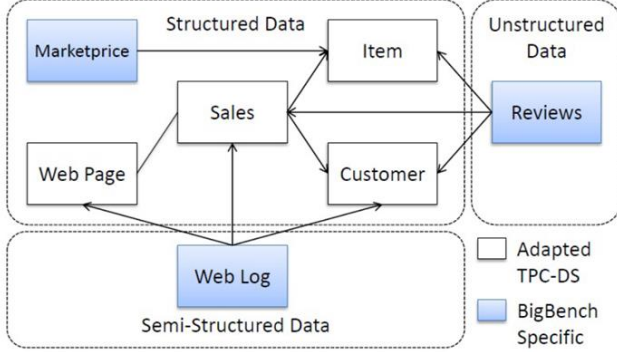 Structured Data
Unstructured
Data
Marketprice
Item
Sales
Reviews
Web Page
Customer
Web Log
Semi-Structured Data
Adapted
TPC-DS
BigBench
Specific